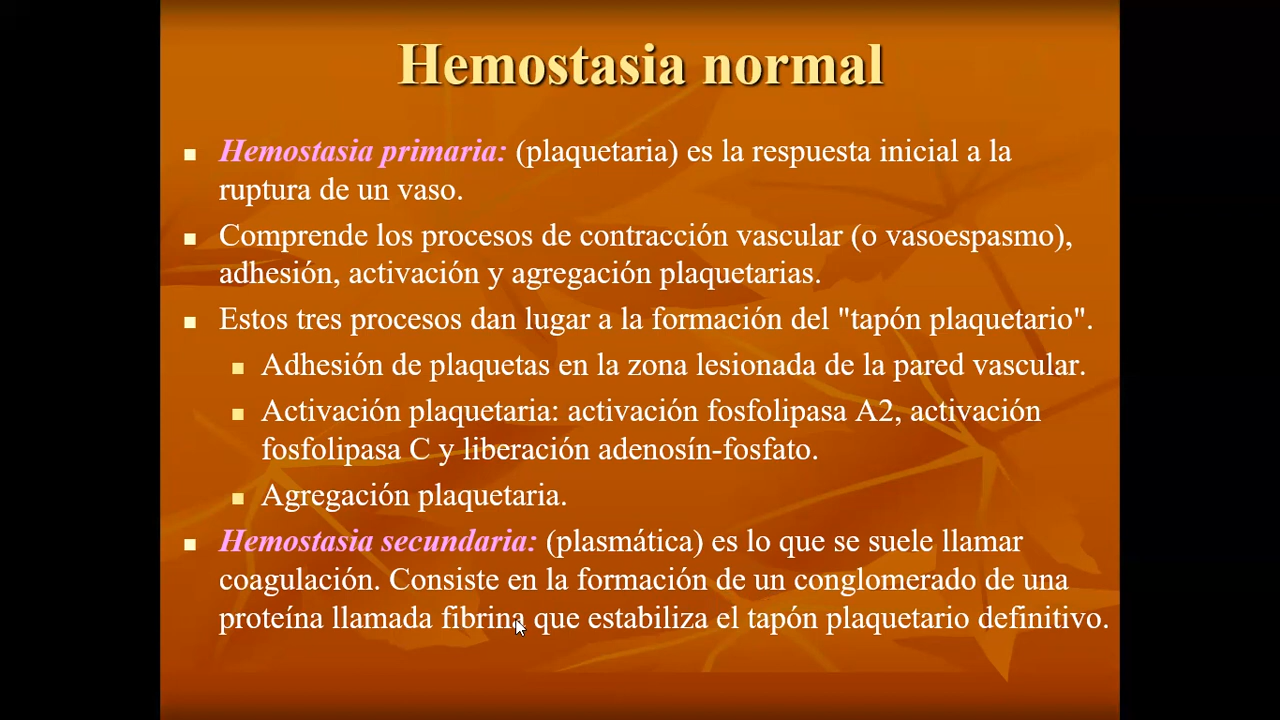 Hemostasia normal
Hemostasia primaria: (plaquetaria) es la respuesta inicial a la
ruptura de un vaso.
Comprende los procesos de contracción vascular (o vasoespasmo),
adhesión, activación y agregación plaquetarias.
Estos tres procesos dan lugar a la formación del "tapón plaquetario".
Adhesión de plaquetas en la zona lesionada de la pared vascular.
Activación plaquetaria: activación fosfolipasa A2, activación
fosfolipasa C y liberación adenosín-fosfato.
Agregación plaquetaria.
Hemostasia secundaria: (plasmática) es lo que se suele llamar
coagulación. Consiste en la formación de un conglomerado de una
proteína llamada fibrina que estabiliza el tapón plaquetario definitivo.